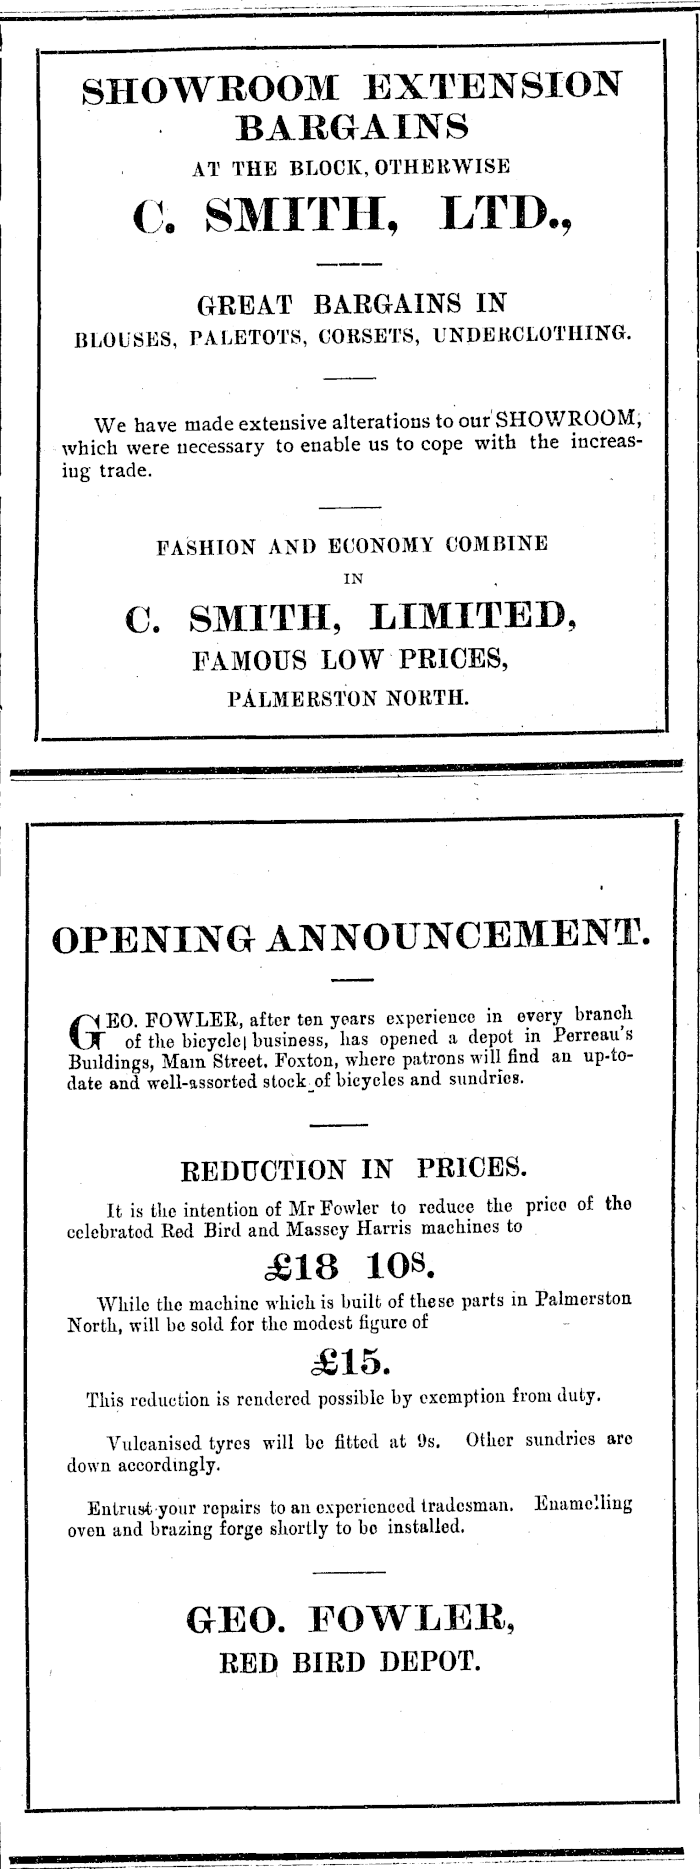 SHOWROOM EXTENSION
BARGAINS
AT THE BLOCK, OTHERWISE
C. SMITH, LTD.,
GREAT BARGAINS IN
BLOUSES, PALETOTS, CORSETS, UNDERCLOTHING.
We have made extensive alterations to our SHOWROOM,
which were necessary to enable us to cope with the increas-
ing trade.
FASHION AND ECONOMY COMBINE
IN
C. SMITH, LIMITED,
FAMOUS LOW PRICES,
PALMERSTON NORTH.
OPENING ANNOUNCEMENT.
GEO. FOWLER, after ten years experience in every branch
of the bicycle business, has opened a depot in Perreau's
Buildings, Main Street, Foxton, where patrons will find an up-to-
date and well-assorted stock of bicycles and sundries.
REDUCTION IN PRICES.
It is the intention of Mr Fowler to reduce the price of the
celebrated Red Bird and Massey Harris machines to
£18 10s.
While the machine which is built of these parts in Palmerston
North, will be sold for the modest figure of
£15.
This reduction is rendered possible by exemption from duty.
Vulcanised tyres will be fitted at 9s. Other sundries are
down accordingly.
Entrust your repairs to an experienced tradesman. Enamelling
oven and brazing forge shortly to be installed.
GEO. FOWLER,
RED BIRD DEPOT.